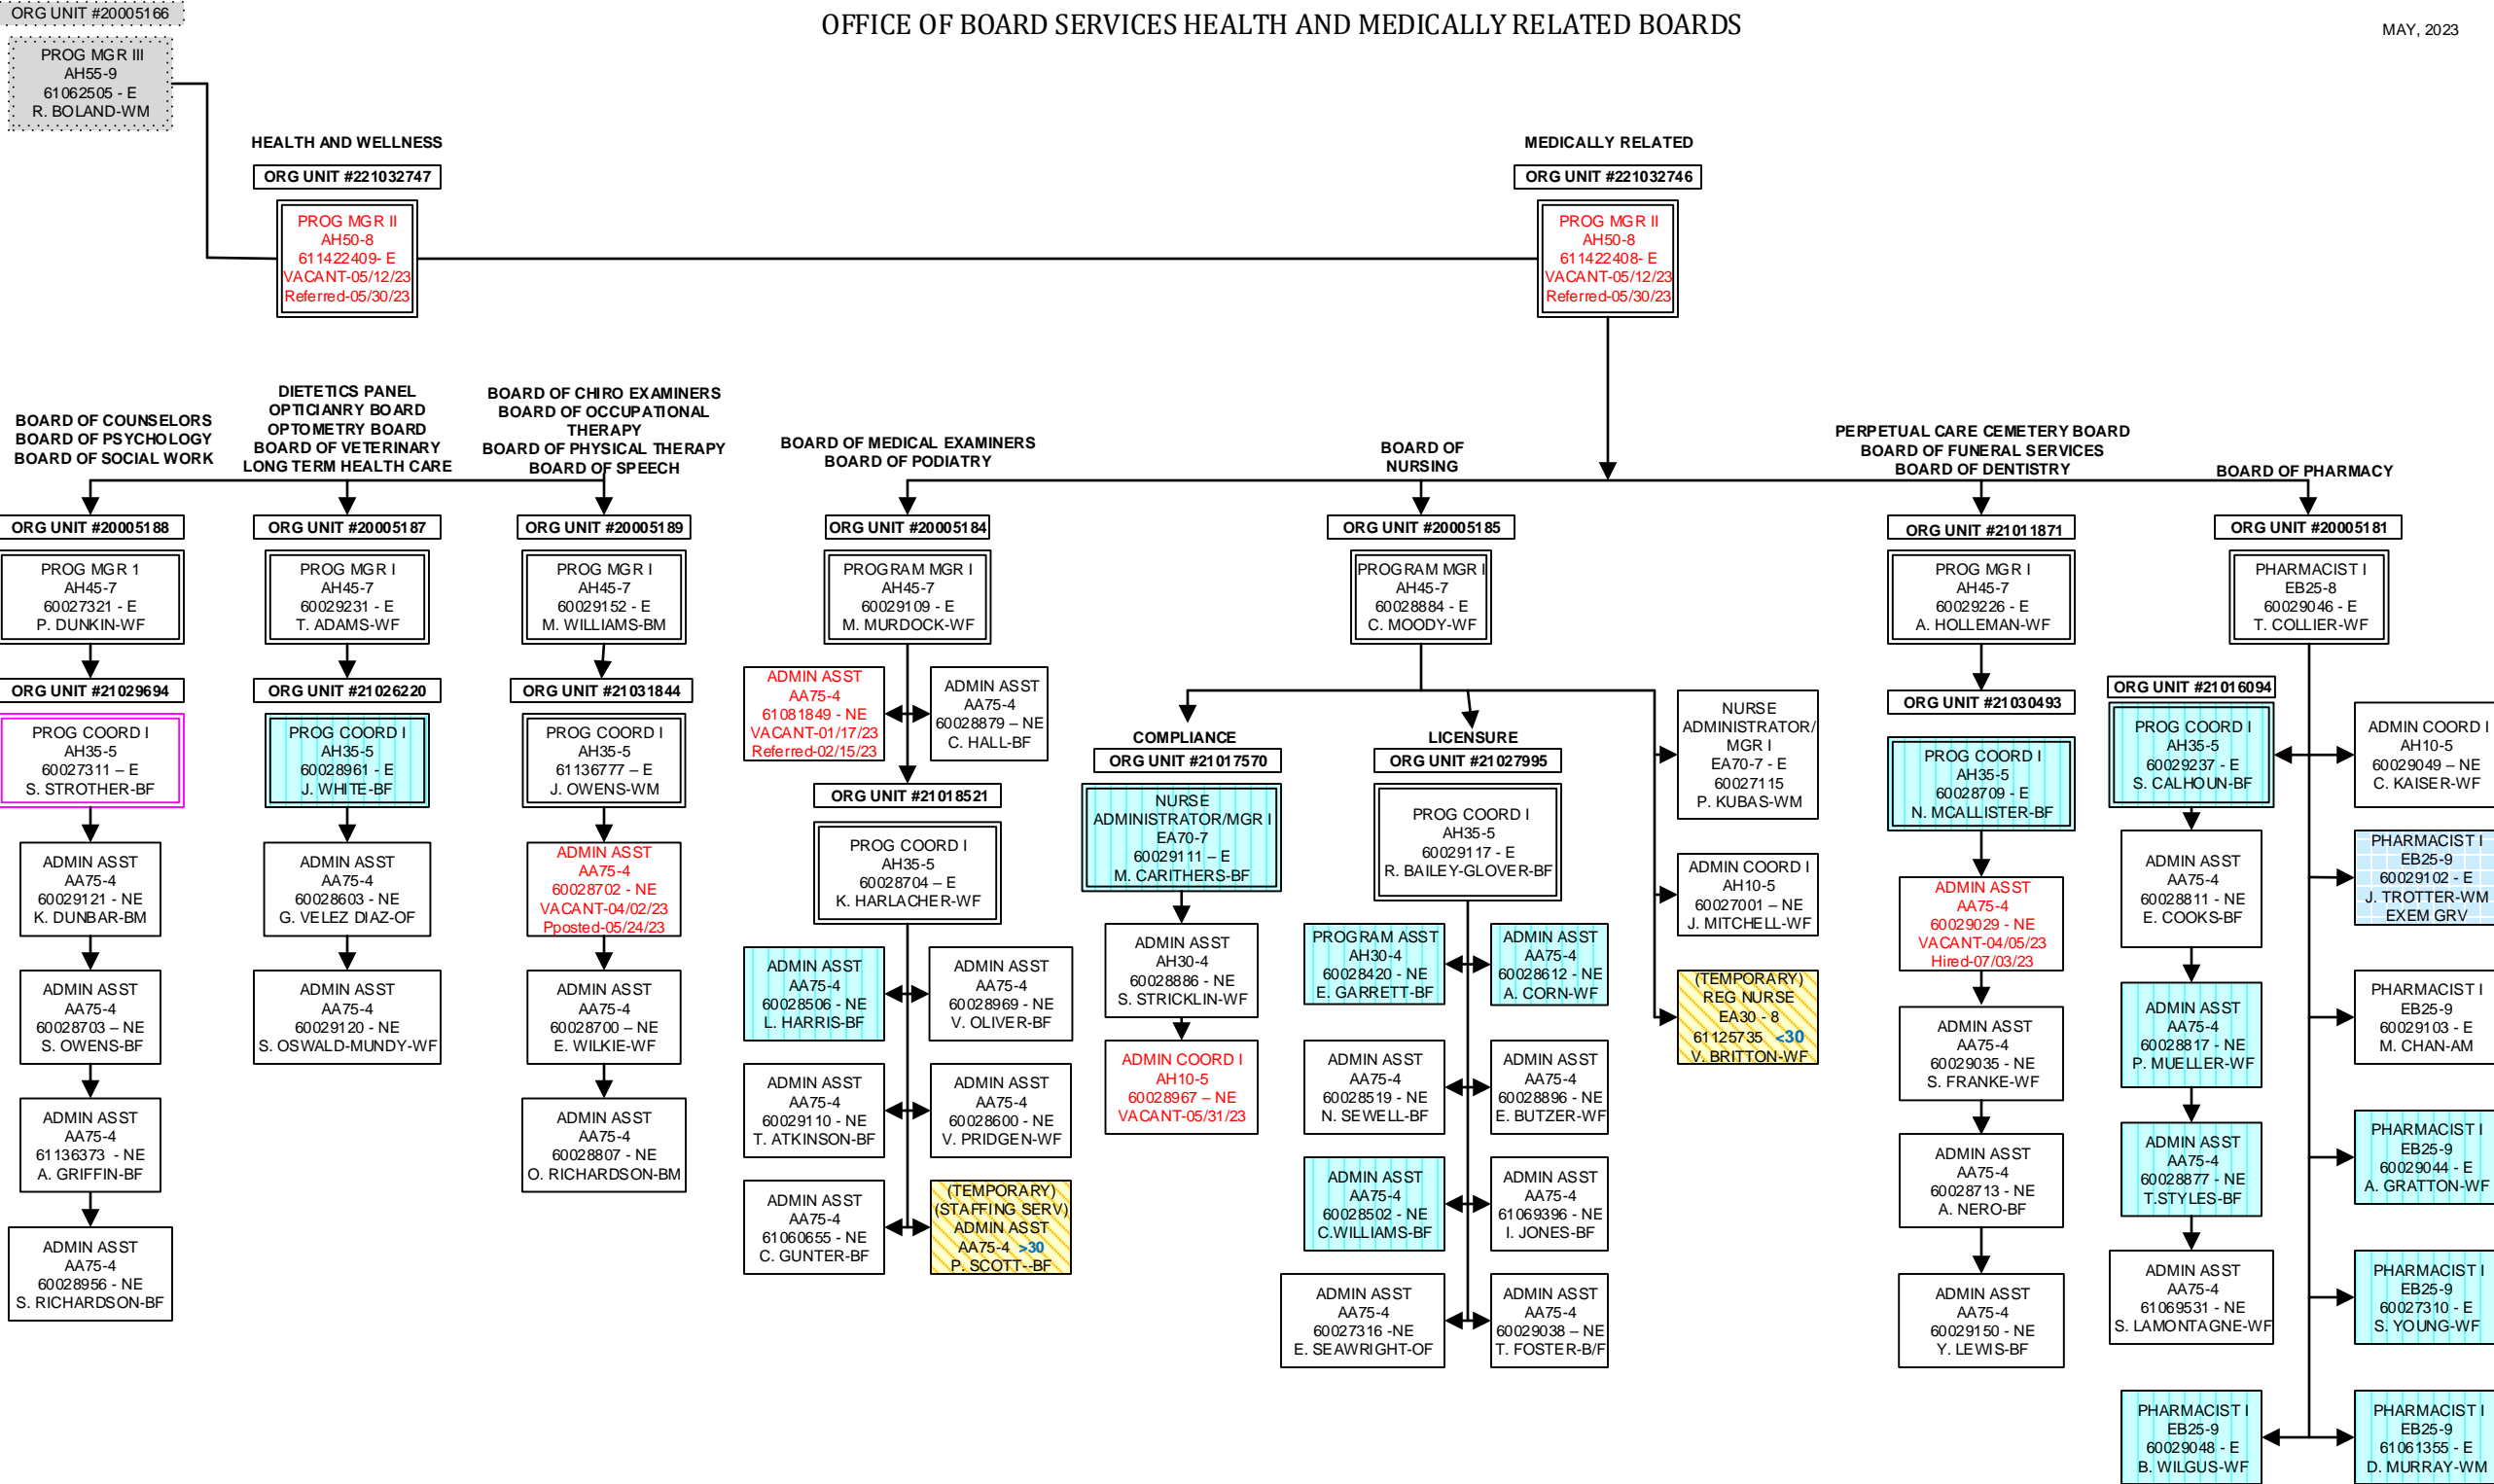 ORG UNIT #20005166
OFFICE OF BOARD SERVICES HEALTH AND MEDICALLY RELATED BOARDS
MAY, 2023
PROG MGR III
AH55-9
61062505 - E
R. BOLAND-WM
HEALTH AND WELLNESS
ORG UNIT #221032747
PROG MGR II
AH50-8
611422409- E
VACANT-05/12/23
Referred-05/30/23
MEDICALLY RELATED
ORG UNIT #221032746
PROG MGR II
AH50-8
611422408- E
VACANT-05/12/23
Referred-05/30/23
BOARD OF COUNSELORS
BOARD OF PSYCHOLOGY
BOARD OF SOCIAL WORK
ORG UNIT #20005188
PROG MGR 1
AH45-7
60027321 - E
P. DUNKIN-WF
ORG UNIT #21029694
PROG COORD I
AH35-5
60027311 – E
S. STROTHER-BF
ADMIN ASST
AA75-4
60029121 - NE
K. DUNBAR-BM
ADMIN ASST
AA75-4
60028703 – NE
S. OWENS-BF
ADMIN ASST
AA75-4
61136373 - NE
A. GRIFFIN-BF
ADMIN ASST
AA75-4
60028956 - NE
S. RICHARDSON-BF
DIETETICS PANEL
OPTICIANRY BOARD
OPTOMETRY BOARD
BOARD OF VETERINARY
LONG TERM HEALTH CARE
ORG UNIT #20005187
PROG MGR I
AH45-7
60029231 - E
T. ADAMS-WF
ORG UNIT #21026220
PROG COORD I
AH35-5
60028961 - E
J. WHITE-BF
ADMIN ASST
AA75-4
60028603 - NE
G. VELEZ DIAZ-OF
ADMIN ASST
AA75-4
60029120 - NE
S. OSWALD-MUNDY-WF
BOARD OF CHIRO EXAMINERS
BOARD OF OCCUPATIONAL
THERAPY
BOARD OF PHYSICAL THERAPY
BOARD OF SPEECH
ORG UNIT #20005189
PROG MGR I
AH45-7
60029152 - E
M. WILLIAMS-BM
ORG UNIT #21031844
PROG COORD I
AH35-5
61136777 – E
J. OWENS-WM
ADMIN ASST
AA75-4
60028702 - NE
VACANT-04/02/23
Pposted-05/24/23
ADMIN ASST
AA75-4
60028700 – NE
E. WILKIE-WF
ADMIN ASST
AA75-4
60028807 - NE
O. RICHARDSON-BM
BOARD OF MEDICAL EXAMINERS
BOARD OF PODIATRY
ORG UNIT #20005184
PROGRAM MGR I
AH45-7
60029109 - E
M. MURDOCK-WF
ADMIN ASST
AA75-4
61081849 - NE
VACANT-01/17/23
Referred-02/15/23
ADMIN ASST
AA75-4
60028879 – NE
C. HALL-BF
ORG UNIT #21018521
PROG COORD I
AH35-5
60028704 – E
K. HARLACHER-WF
ADMIN ASST
AA75-4
60028506 - NE
L. HARRIS-BF
ADMIN ASST
AA75-4
60028969 - NE
V. OLIVER-BF
ADMIN ASST
AA75-4
60029110 - NE
T. ATKINSON-BF
ADMIN ASST
AA75-4
60028600 - NE
V. PRIDGEN-WF
ADMIN ASST
AA75-4
61060655 - NE
C. GUNTER-BF
(TEMPORARY)
(STAFFING SERV)
ADMIN ASST
AA75-4 >30
P. SCOTT--BF
BOARD OF
NURSING
ORG UNIT #20005185
PROGRAM MGR I
AH45-7
60028884 - E
C. MOODY-WF
COMPLIANCE
ORG UNIT #21017570
NURSE
ADMINISTRATOR/MGR I
EA70-7
60029111 – E
M. CARITHERS-BF
ADMIN ASST
AH30-4
60028886 - NE
S. STRICKLIN-WF
ADMIN COORD I
AH10-5
60028967 – NE
VACANT-05/31/23
LICENSURE
ORG UNIT #21027995
PROG COORD I
AH35-5
60029117 - E
R. BAILEY-GLOVER-BF
PROGRAM ASST
AH30-4
60028420 - NE
E. GARRETT-BF
ADMIN ASST
AA75-4
60028612 - NE
A. CORN-WF
ADMIN ASST
AA75-4
60028519 - NE
N. SEWELL-BF
ADMIN ASST
AA75-4
60028896 - NE
E. BUTZER-WF
ADMIN ASST
AA75-4
60028502 - NE
C.WILLIAMS-BF
ADMIN ASST
AA75-4
61069396 - NE
I. JONES-BF
ADMIN ASST
AA75-4
60027316 -NE
E. SEAWRIGHT-OF
ADMIN ASST
AA75-4
60029038 – NE
T. FOSTER-B/F
NURSE
ADMINISTRATOR/
MGR I
EA70-7 - E
60027115
P. KUBAS-WM
ADMIN COORD I
AH10-5
60027001 – NE
J. MITCHELL-WF
(TEMPORARY)
REG NURSE
EA30 - 8
61125735 <30
V. BRITTON-WF
PERPETUAL CARE CEMETERY BOARD
BOARD OF FUNERAL SERVICES
BOARD OF DENTISTRY
ORG UNIT #21011871
PROG MGR I
AH45-7
60029226 - E
A. HOLLEMAN-WF
ORG UNIT #21030493
PROG COORD I
AH35-5
60028709 - E
N. MCALLISTER-BF
ADMIN ASST
AA75-4
60029029 - NE
VACANT-04/05/23
Hired-07/03/23
ADMIN ASST
AA75-4
60029035 - NE
S. FRANKE-WF
ADMIN ASST
AA75-4
60028713 - NE
A. NERO-BF
ADMIN ASST
AA75-4
60029150 - NE
Y. LEWIS-BF
BOARD OF PHARMACY
ORG UNIT #20005181
PHARMACIST I
EB25-8
60029046 - E
T. COLLIER-WF
ORG UNIT #21016094
PROG COORD I
AH35-5
60029237 - E
S. CALHOUN-BF
ADMIN ASST
AA75-4
60028811 - NE
E. COOKS-BF
ADMIN ASST
AA75-4
60028817 - NE
P. MUELLER-WF
ADMIN ASST
AA75-4
60028877 - NE
T.STYLES-BF
ADMIN ASST
AA75-4
61069531 - NE
S. LAMONTAGNE-WF
ADMIN COORD I
AH10-5
60029049 – NE
C. KAISER-WF
PHARMACIST I
EB25-9
60029102 - E
J. TROTTER-WM
EXEM GRV
PHARMACIST I
EB25-9
60029103 - E
M. CHAN-AM
PHARMACIST I
EB25-9
60029044 - E
A. GRATTON-WF
PHARMACIST I
EB25-9
60027310 - E
S. YOUNG-WF
PHARMACIST I
EB25-9
60029048 - E
B. WILGUS-WF
PHARMACIST I
EB25-9
61061355 - E
D. MURRAY-WM